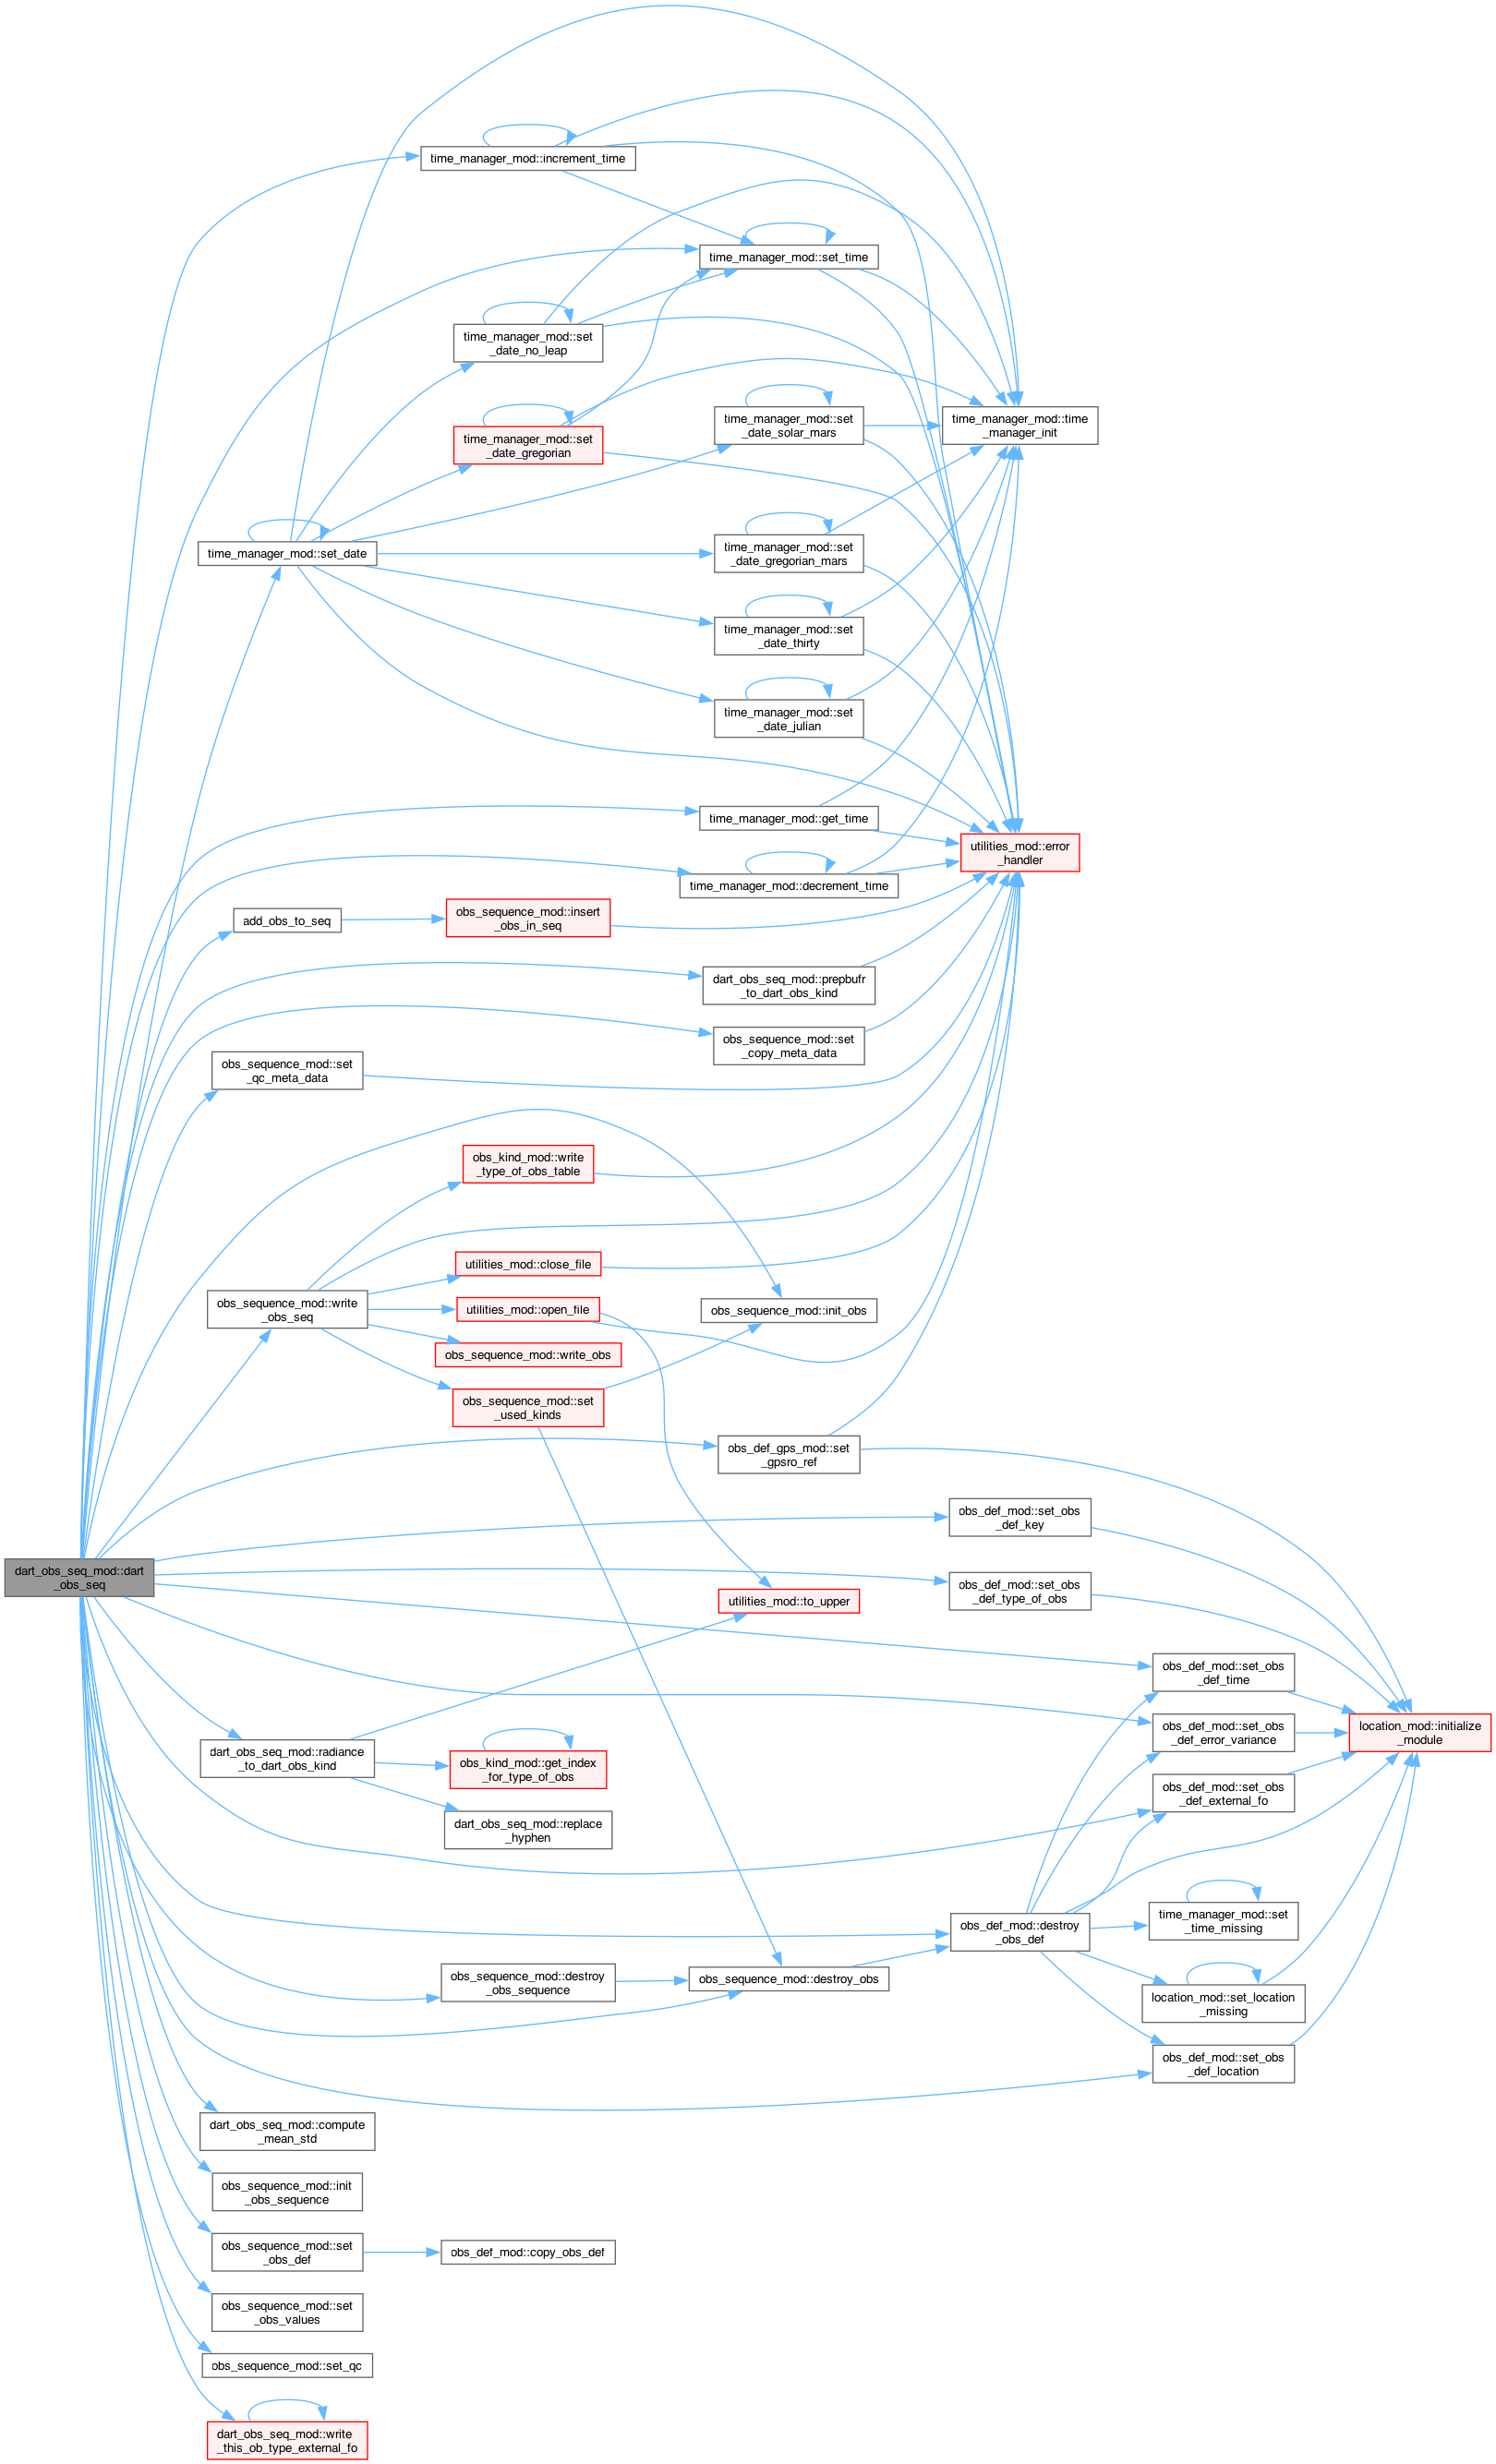 time_manager_mod::increment_time
time_manager_mod::set_time
time_manager_mod::set
_date_no_leap
time_manager_mod::set
_date_solar_mars
time_manager_mod::time
_manager_init
time_manager_mod::set
_date_gregorian
time_manager_mod::set_date
time_manager_mod::set
_date_gregorian_mars
time_manager_mod::set
_date_thirty
time_manager_mod::set
_date_julian
time_manager_mod::get_time
utilities_mod::error
_handler
time_manager_mod::decrement_time
add_obs_to_seq
obs_sequence_mod::insert
_obs_in_seq
dart_obs_seq_mod::prepbufr
_to_dart_obs_kind
obs_sequence_mod::set
_copy_meta_data
obs_sequence_mod::set
_qc_meta_data
obs_kind_mod::write
_type_of_obs_table
utilities_mod::close_file
obs_sequence_mod::write
_obs_seq
utilities_mod::open_file
obs_sequence_mod::init_obs
obs_sequence_mod::write_obs
obs_sequence_mod::set
_used_kinds
obs_def_gps_mod::set
_gpsro_ref
obs_def_mod::set_obs
_def_key
dart_obs_seq_mod::dart
_obs_seq
obs_def_mod::set_obs
_def_type_of_obs
utilities_mod::to_upper
obs_def_mod::set_obs
_def_time
obs_def_mod::set_obs
_def_error_variance
location_mod::initialize
_module
dart_obs_seq_mod::radiance
_to_dart_obs_kind
obs_kind_mod::get_index
_for_type_of_obs
obs_def_mod::set_obs
_def_external_fo
dart_obs_seq_mod::replace
_hyphen
obs_def_mod::destroy
_obs_def
time_manager_mod::set
_time_missing
obs_sequence_mod::destroy
_obs_sequence
obs_sequence_mod::destroy_obs
location_mod::set_location
_missing
obs_def_mod::set_obs
_def_location
dart_obs_seq_mod::compute
_mean_std
obs_sequence_mod::init
_obs_sequence
obs_sequence_mod::set
_obs_def
obs_def_mod::copy_obs_def
obs_sequence_mod::set
_obs_values
obs_sequence_mod::set_qc
dart_obs_seq_mod::write
_this_ob_type_external_fo